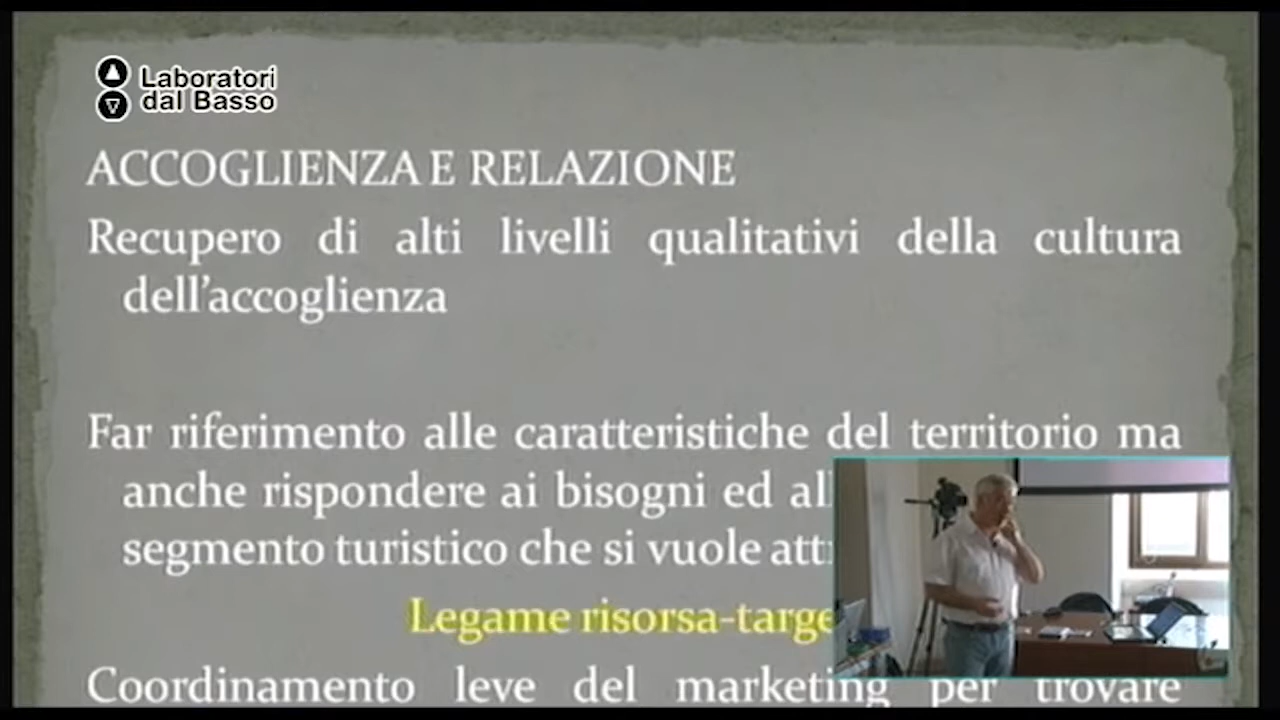 Laboratori
dal Basso
ACCOGLIENZA E RELAZIONE
Recupero di alti livelli qualitativi della cultura
dell'accoglienza
Far riferimento alle caratteristiche del territorio ma
anche rispondere ai bisogni ed
segmento turistico che si vuole
Legame
Coordinamento leve del marketing per trovare